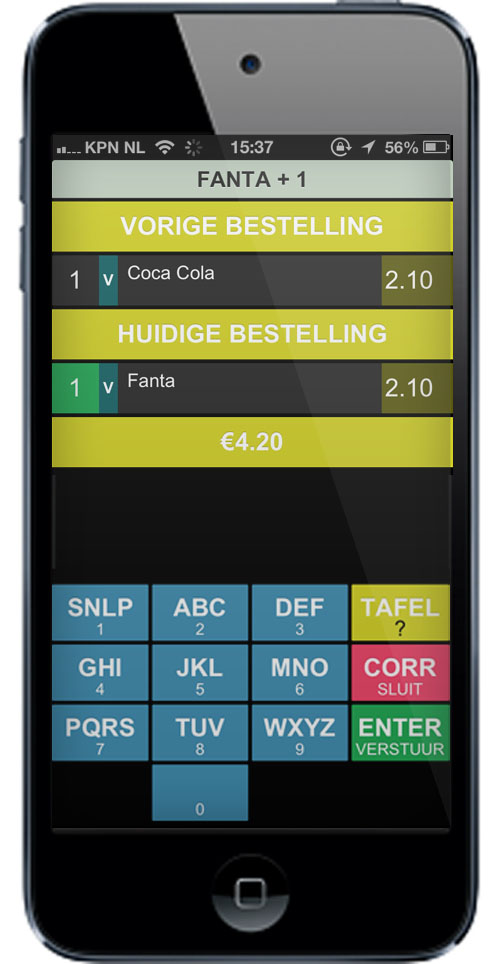 KPN NL 15:37 56%
FANTA + 1
VORIGE BESTELLING
1 v Coca Cola 2.10
HUIDIGE BESTELLING
1 v Fanta 2.10
€4.20
SNLP ABC DEF TAFEL
1 2 3 ?
GHI JKL MNO CORR
4 5 6 SLUIT
PQRS TUV WXYZ ENTER
7 8 9 VERSTUUR
0